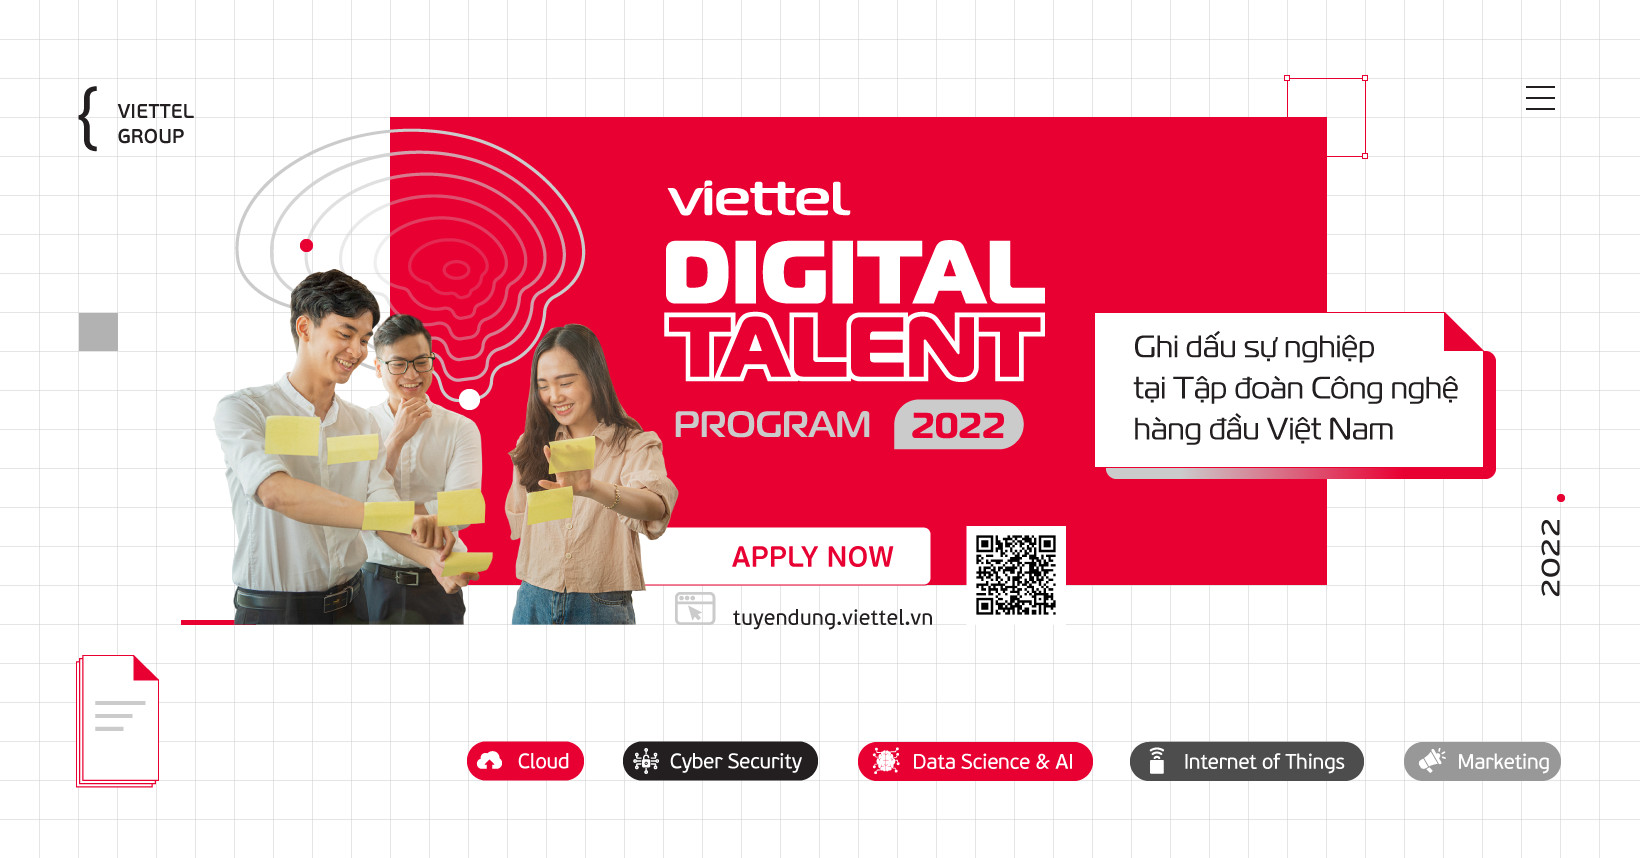 VIETTEL
GROUP
viettel
DIGITAL
TALENT
PROGRAM 2022
Ghi dấu sự nghiệp
tại Tập đoàn Công nghệ
hàng đầu Việt Nam
2022
APPLY NOW
tuyendung.viettel.vn
Cloud
Cyber Security
Data Science & AI
Internet of Things
Marketing